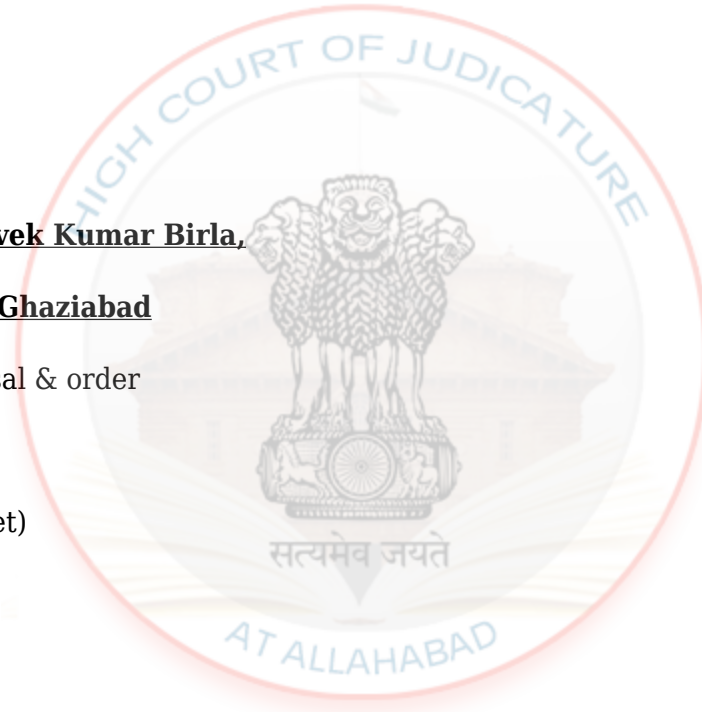 HIGH COURT OF JUDICATURE
vek Kumar Birla,
Ghaziabad
al & order
et)
सत्यमेव जयते
AT ALLAHABAD